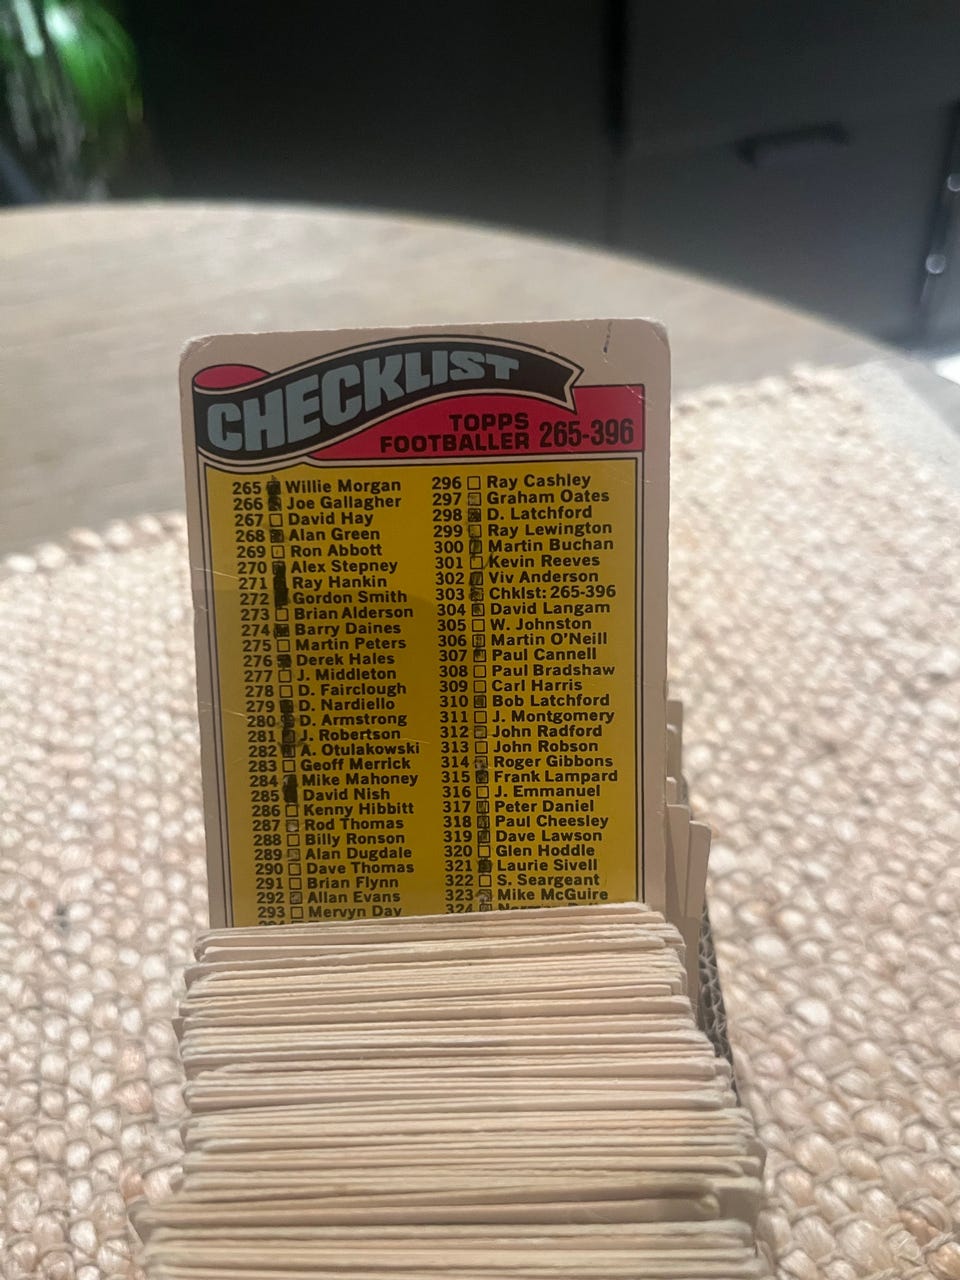 CHECKLIST
TOPPS
FOOTBALLER 265-396
265 Willie Morgan
266 Joe Gallagher
267 David Hay
268 Alan Green
269 Ron Abbott
270 Alex Stepney
271 Ray Hankin
272 Gordon Smith
273 Brian Alderson
274 Barry Daines
275 Martin Peters
276 Derek Hales
277 J. Middleton
278 D. Fairclough
279 D. Nardiello
280 D. Armstrong
281 J. Robertson
282 A. Otulakowski
283 Geoff Merrick
284 Mike Mahoney
285 David Nish
286 Kenny Hibbitt
287 Rod Thomas
288 Billy Ronson
289 Alan Dugdale
290 Dave Thomas
291 Brian Flynn
292 Allan Evans
293 Mervyn Day
296 Ray Cashley
297 Graham Oates
298 D. Latchford
299 Ray Lewington
300 Martin Buchan
301 Kevin Reeves
302 Viv Anderson
303 Chklst: 265-396
304 David Langam
305 W. Johnston
306 Martin O'Neill
307 Paul Cannell
308 Paul Bradshaw
309 Carl Harris
310 Bob Latchford
311 J. Montgomery
312 John Radford
313 John Robson
314 Roger Gibbons
315 Frank Lampard
316 J. Emmanuel
317 Peter Daniel
318 Paul Cheesley
319 Dave Lawson
320 Glen Hoddle
321 Laurie Sivell
322 S. Seargeant
323 Mike McGuire
324